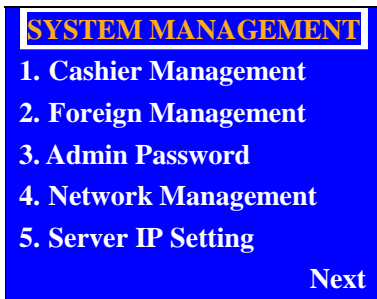 SYSTEM MANAGEMENT
1. Cashier Management
2. Foreign Management
3. Admin Password
4. Network Management
5. Server IP Setting
Next